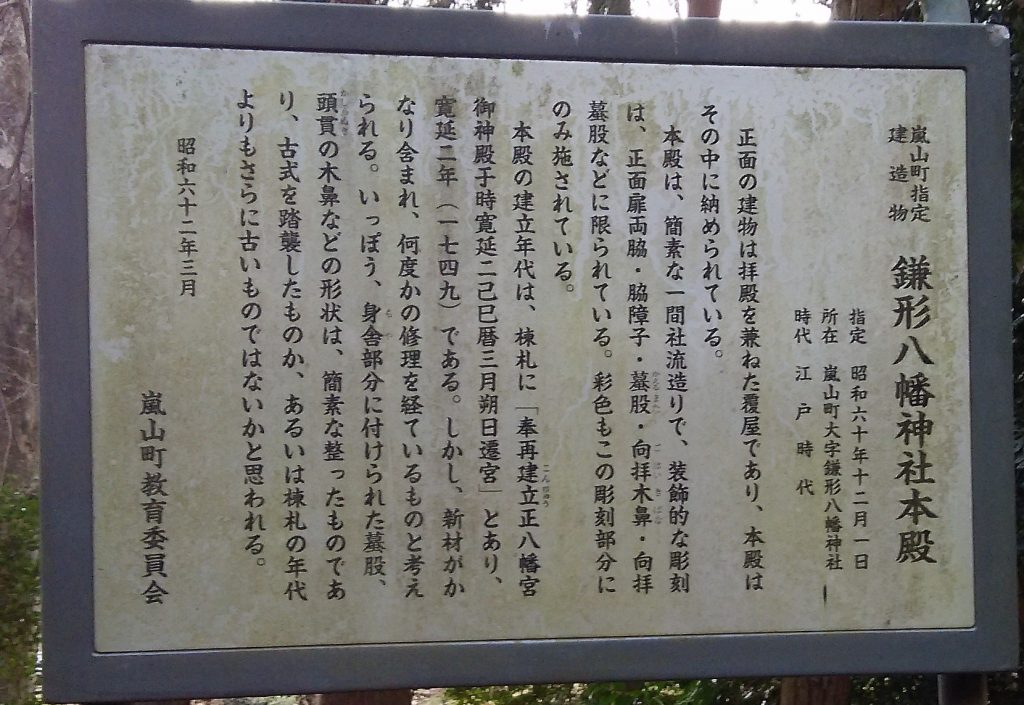 嵐山町指定
建造物
鎌形八幡神社本殿
指定 昭和六十年十二月一日
所在 嵐山町大字鎌形八幡神社
時代 江戸時代
正面の建物は拝殿を兼ねた覆屋であり、本殿は
その中に納められている。
本殿は、簡素な一間社流造りで、装飾的な彫刻
は、正面扉両脇・脇障子・蟇股・向拝木鼻・向拝
蟇股などに限られている。彩色もこの彫刻部分に
のみ施されている。
本殿の建立年代は、棟札に「奉再建立正八幡宮
御神殿于時寛延二己巳暦三月朔日遷宮」とあり、
寛延二年（一七四九）である。しかし、新材がか
なり含まれ、何度かの修理を経ているものと考え
られる。いっぽう、身舎部分に付けられた蟇股、
頭貫の木鼻などの形状は、簡素な整ったものであ
り、古式を踏襲したものか、あるいは棟札の年代
よりもさらに古いものではないかと思われる。
昭和六十二年三月
嵐山町教育委員会